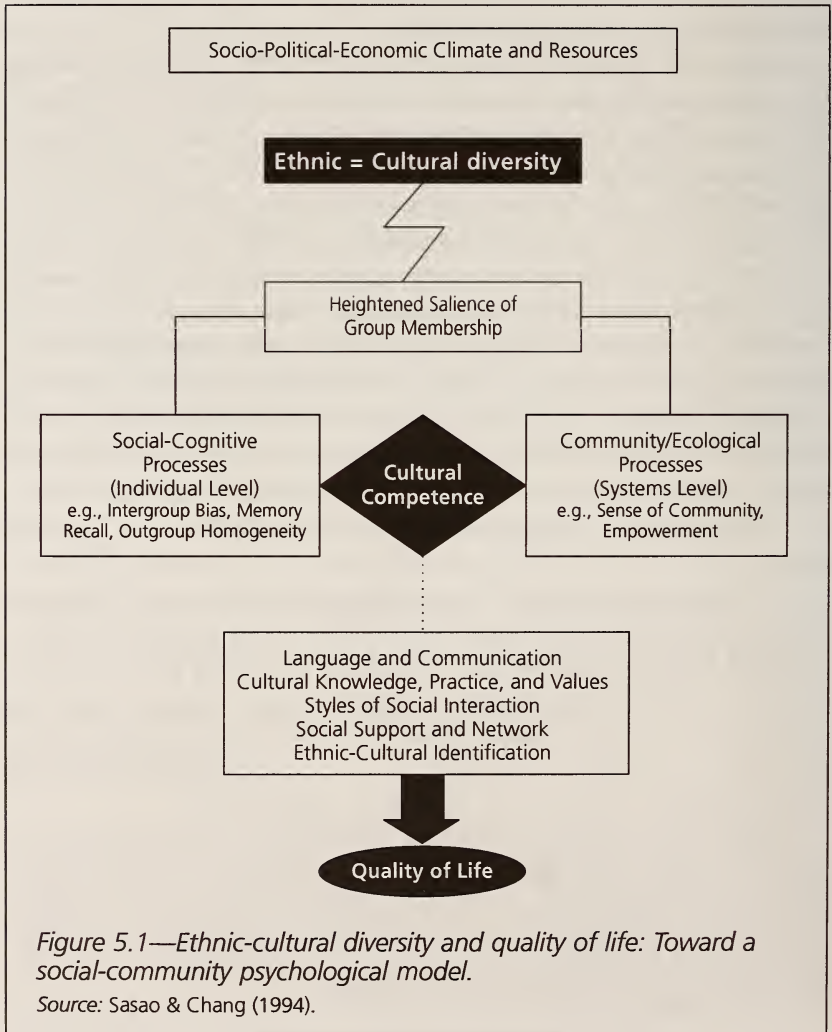 Socio-Political-Economic Climate and Resources
Ethnic = Cultural diversity
Heightened Salience of
Group Membership
Social-Cognitive
Processes
(Individual Level)
e.g., Intergroup Bias, Memory
Recall, Outgroup Homogeneity
Cultural
Competence
Community/Ecological
Processes
(Systems Level)
e.g., Sense of Community,
Empowerment
Language and Communication
Cultural Knowledge, Practice, and Values
Styles of Social Interaction
Social Support and Network
Ethnic-Cultural Identification
Quality of Life
Figure 5.1—Ethnic-cultural diversity and quality of life: Toward a
social-community psychological model.
Source: Sasao & Chang (1994).